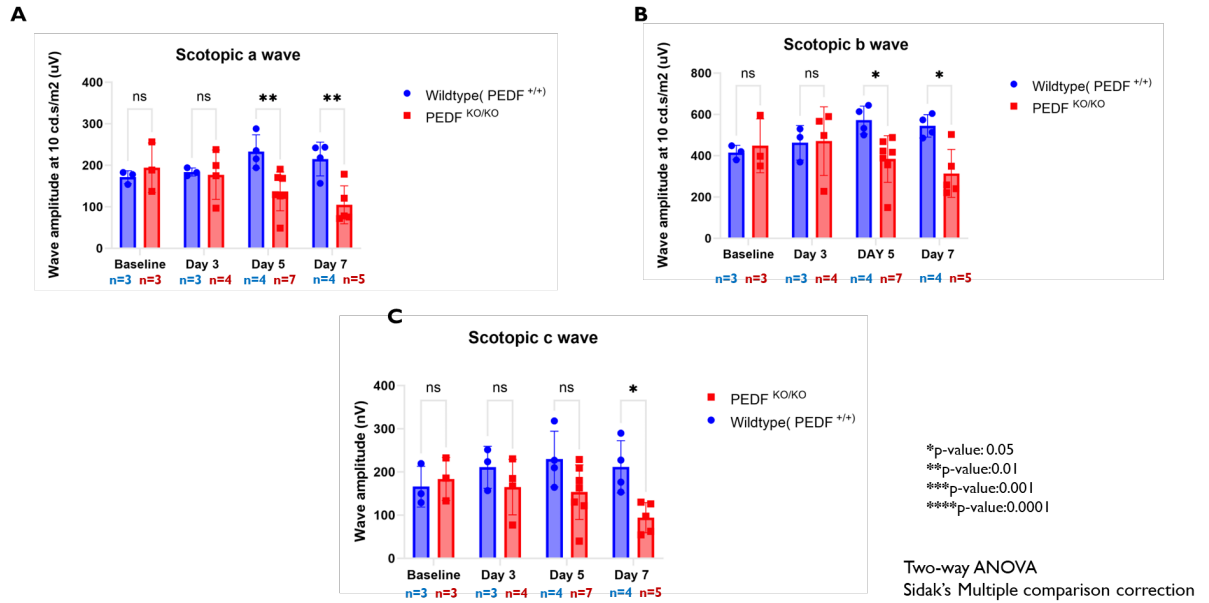 A
Scotopic a wave
Wave amplitude at 10 cd.s/m2 (uV)
400
300
200
100
0
ns
ns
**
**
Baseline
Day 3
Day 5
Day 7
n=3 n=3 n=3 n=4 n=4 n=7 n=4 n=5
Wildtype( PEDF +/+)
PEDF KO/KO
B
Scotopic b wave
Wave amplitude at 10 cd.s/m2 (uV)
800
600
400
200
0
ns
ns
*
*
Baseline
Day 3
DAY 5
Day 7
n=3 n=3 n=3 n=4 n=4 n=7 n=4 n=5
Wildtype( PEDF +/+)
PEDF KO/KO
C
Scotopic c wave
Wave amplitude (nV)
400
300
200
100
0
ns
ns
ns
*
Baseline
Day 3
Day 5
Day 7
n=3 n=3 n=3 n=4 n=4 n=7 n=4 n=5
PEDF KO/KO
Wildtype( PEDF +/+)
*p-value: 0.05
**p-value:0.01
***p-value:0.001
****p-value:0.0001
Two-way ANOVA
Sidak's Multiple comparison correction